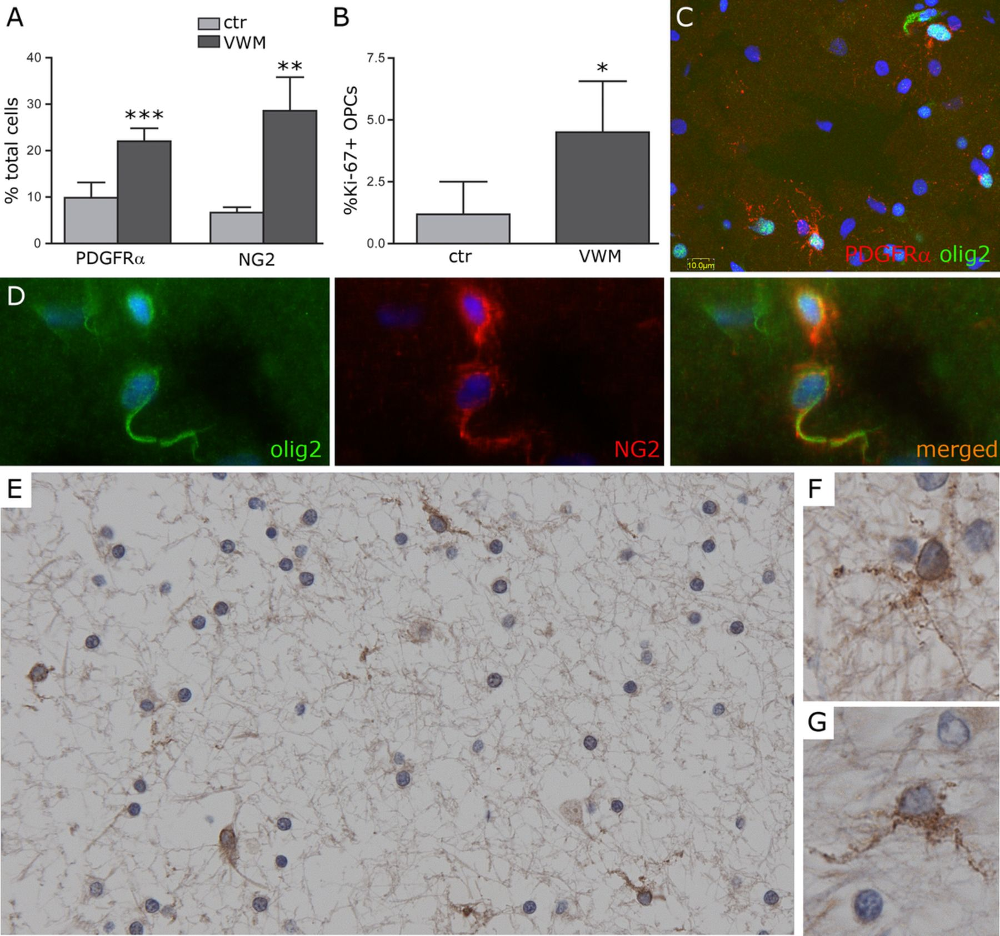 A
ctr
VWM
40
30
20
10
0
% total cells
***
**
PDGFRα
NG2
B
7.5
5.0
2.5
0.0
%Ki-67+ OPCs
*
ctr
VWM
C
10.0µm
PDGFRα olig2
D
olig2
NG2
merged
E
F
G